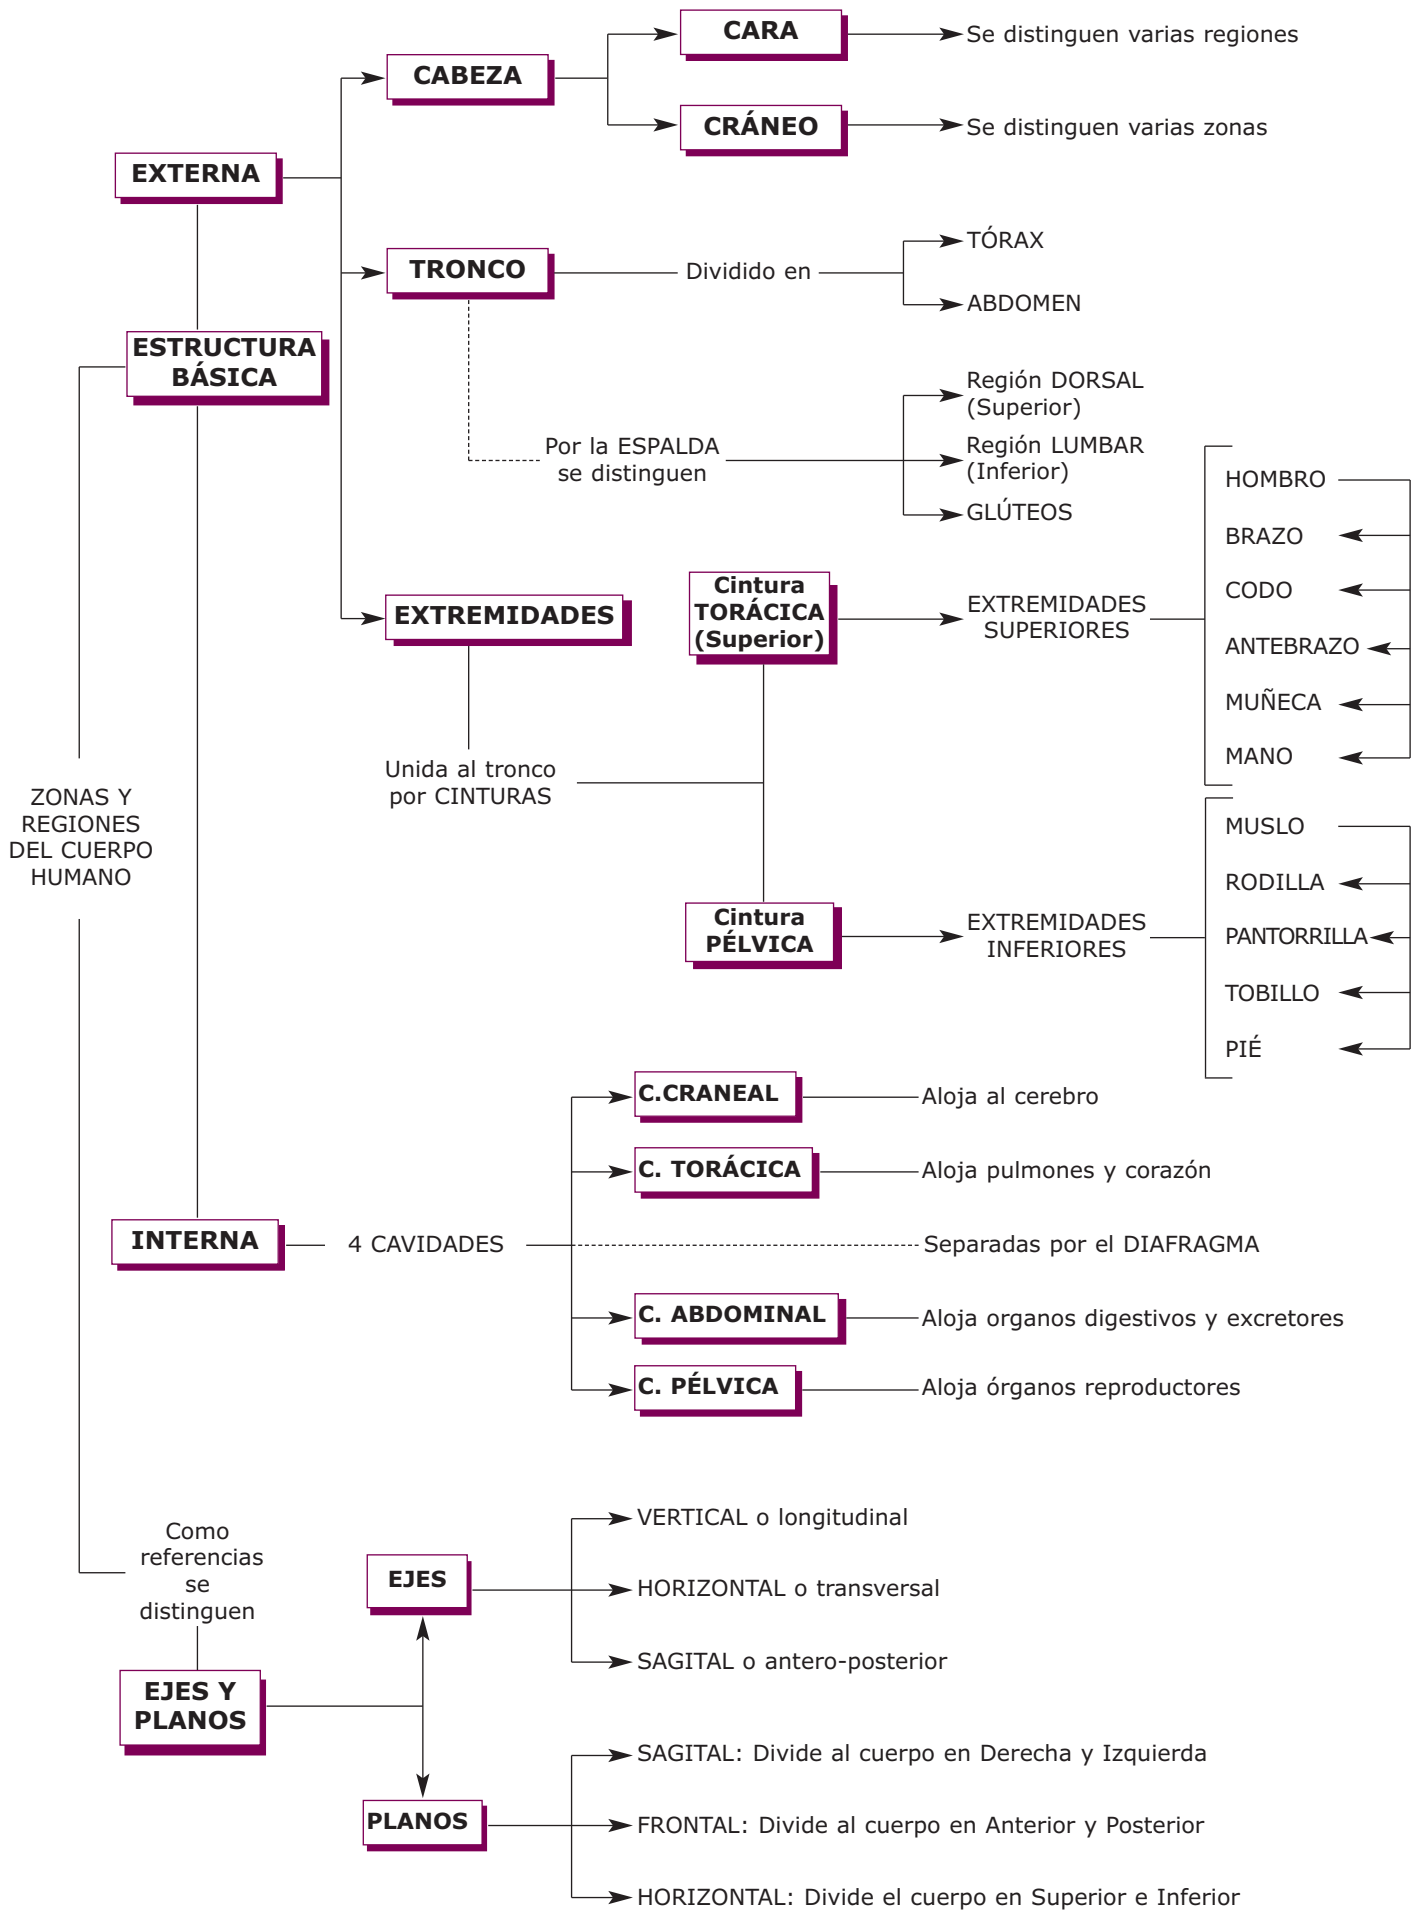 CARA
Se distinguen varias regiones
CABEZA
CRÁNEO
Se distinguen varias zonas
EXTERNA
TRONCO
Dividido en
TÓRAX
ABDOMEN
ESTRUCTURA
BÁSICA
Por la ESPALDA
se distinguen
Región DORSAL
(Superior)
Región LUMBAR
(Inferior)
GLÚTEOS
EXTREMIDADES
Unida al tronco
por CINTURAS
Cintura
TORÁCICA
(Superior)
EXTREMIDADES
SUPERIORES
HOMBRO
BRAZO
CODO
ANTEBRAZO
MUÑECA
MANO
ZONAS Y
REGIONES
DEL CUERPO
HUMANO
Cintura
PÉLVICA
EXTREMIDADES
INFERIORES
MUSLO
RODILLA
PANTORRILLA
TOBILLO
PIÉ
INTERNA
4 CAVIDADES
C.CRANEAL
Aloja al cerebro
C. TORÁCICA
Aloja pulmones y corazón
Separadas por el DIAFRAGMA
C. ABDOMINAL
Aloja organos digestivos y excretores
C. PÉLVICA
Aloja órganos reproductores
Como
referencias
se
distinguen
EJES Y
PLANOS
EJES
VERTICAL o longitudinal
HORIZONTAL o transversal
SAGITAL o antero-posterior
PLANOS
SAGITAL: Divide al cuerpo en Derecha y Izquierda
FRONTAL: Divide al cuerpo en Anterior y Posterior
HORIZONTAL: Divide el cuerpo en Superior e Inferior